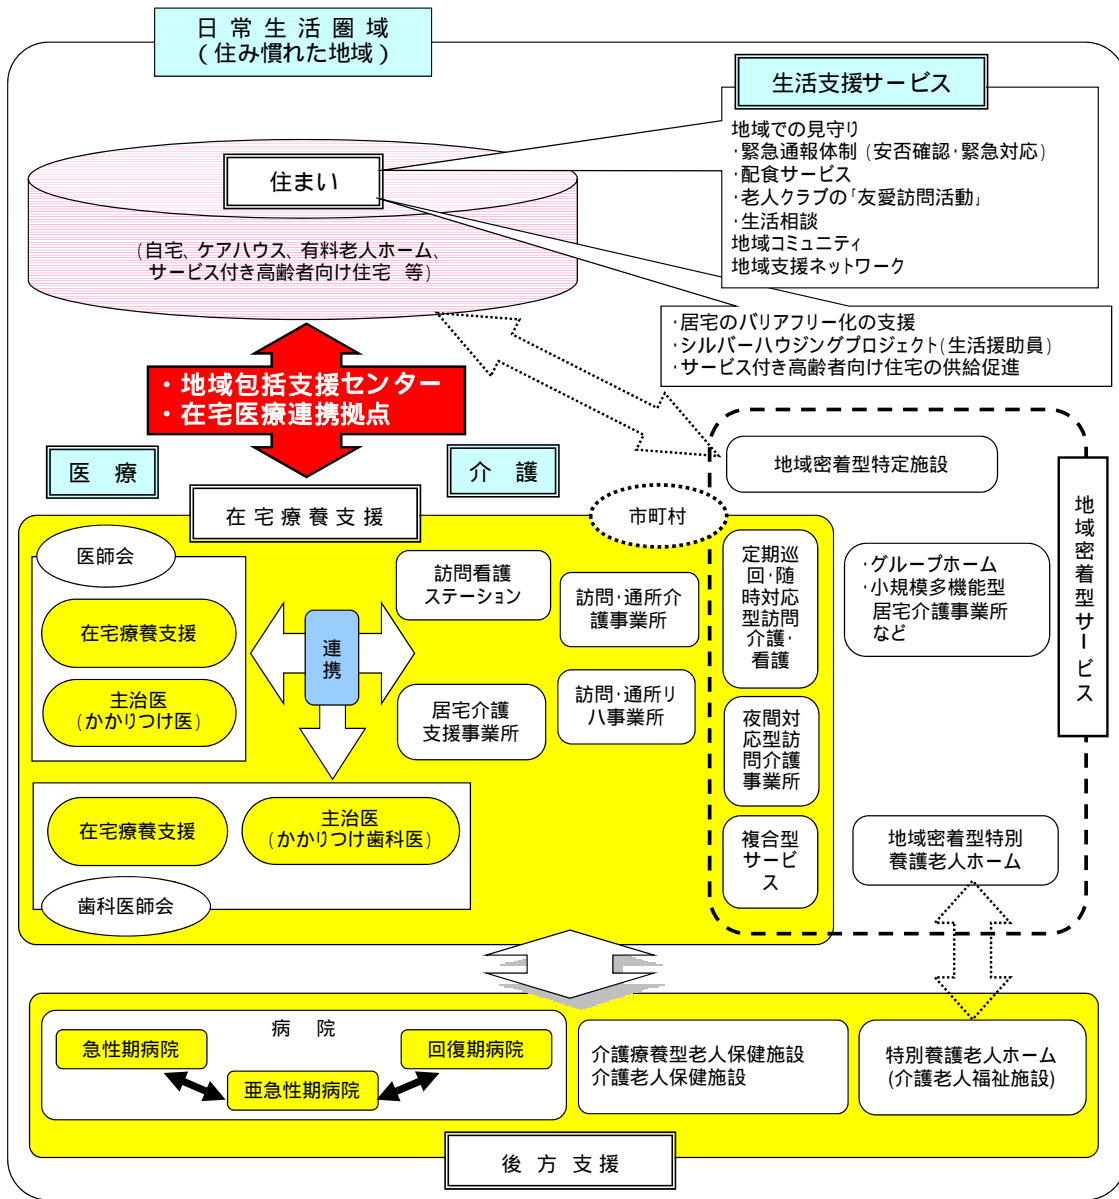 日常生活圏域
(住み慣れた地域)
生活支援サービス
地域での見守り
・緊急通報体制(安否確認・緊急対応)
・配食サービス
・老人クラブの「友愛訪問活動」
・生活相談
地域コミュニティ
地域支援ネットワーク
住まい
(自宅、ケアハウス、有料老人ホーム、
サービス付き高齢者向け住宅 等)
・居宅のバリアフリー化の支援
・シルバーハウジングプロジェクト(生活援助員)
・サービス付き高齢者向け住宅の供給促進
・地域包括支援センター
・在宅医療連携拠点
医療
介護
在宅療養支援
市町村
地域密着型特定施設
地域密着型サービス
医師会
在宅療養支援
主治医
(かかりつけ医)
連
携
訪問看護
ステーション
訪問・通所介
護事業所
居宅介護
支援事業所
訪問・通所リ
ハ事業所
定期巡
回・随
時対応
型訪問
介護・
看護
・グループホーム
・小規模多機能型
居宅介護事業所
など
夜間対
応型訪
問介護
事業所
在宅療養支援
主治医
(かかりつけ歯科医)
歯科医師会
複合型
サービ
ス
地域密着型特別
養護老人ホーム
病院
急性期病院
回復期病院
亜急性期病院
介護療養型老人保健施設
介護老人保健施設
特別養護老人ホーム
(介護老人福祉施設)
後方支援